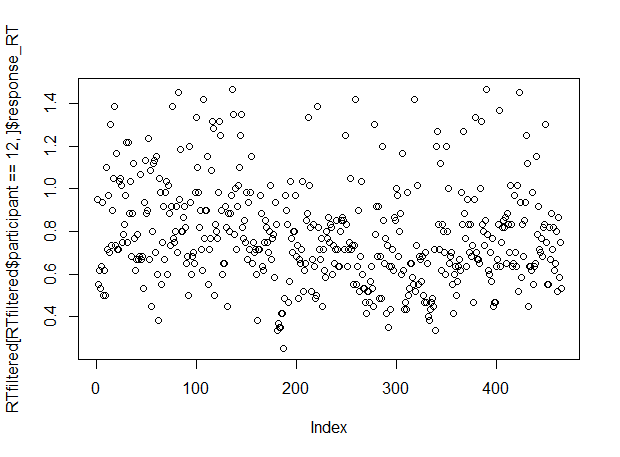 RTfiltered[RTfiltered$participant == 12, ]$response_RT
1.4
1.2
1.0
0.8
0.6
0.4
0 100 200 300 400
Index